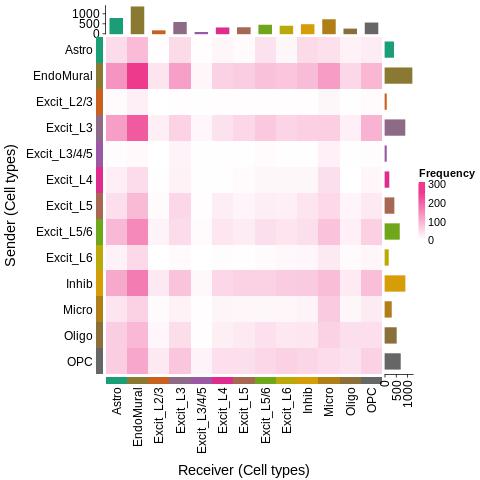 1000
500
0
Astro
EndoMural
Excit_L2/3
Excit_L3
Excit_L3/4/5
Excit_L4
Excit_L5
Excit_L5/6
Excit_L6
Inhib
Micro
Oligo
OPC
Sender (Cell types)
Frequency
300
200
100
0
0
500
1000
Astro
EndoMural
Excit_L2/3
Excit_L3
Excit_L3/4/5
Excit_L4
Excit_L5
Excit_L5/6
Excit_L6
Inhib
Micro
Oligo
OPC
Receiver (Cell types)